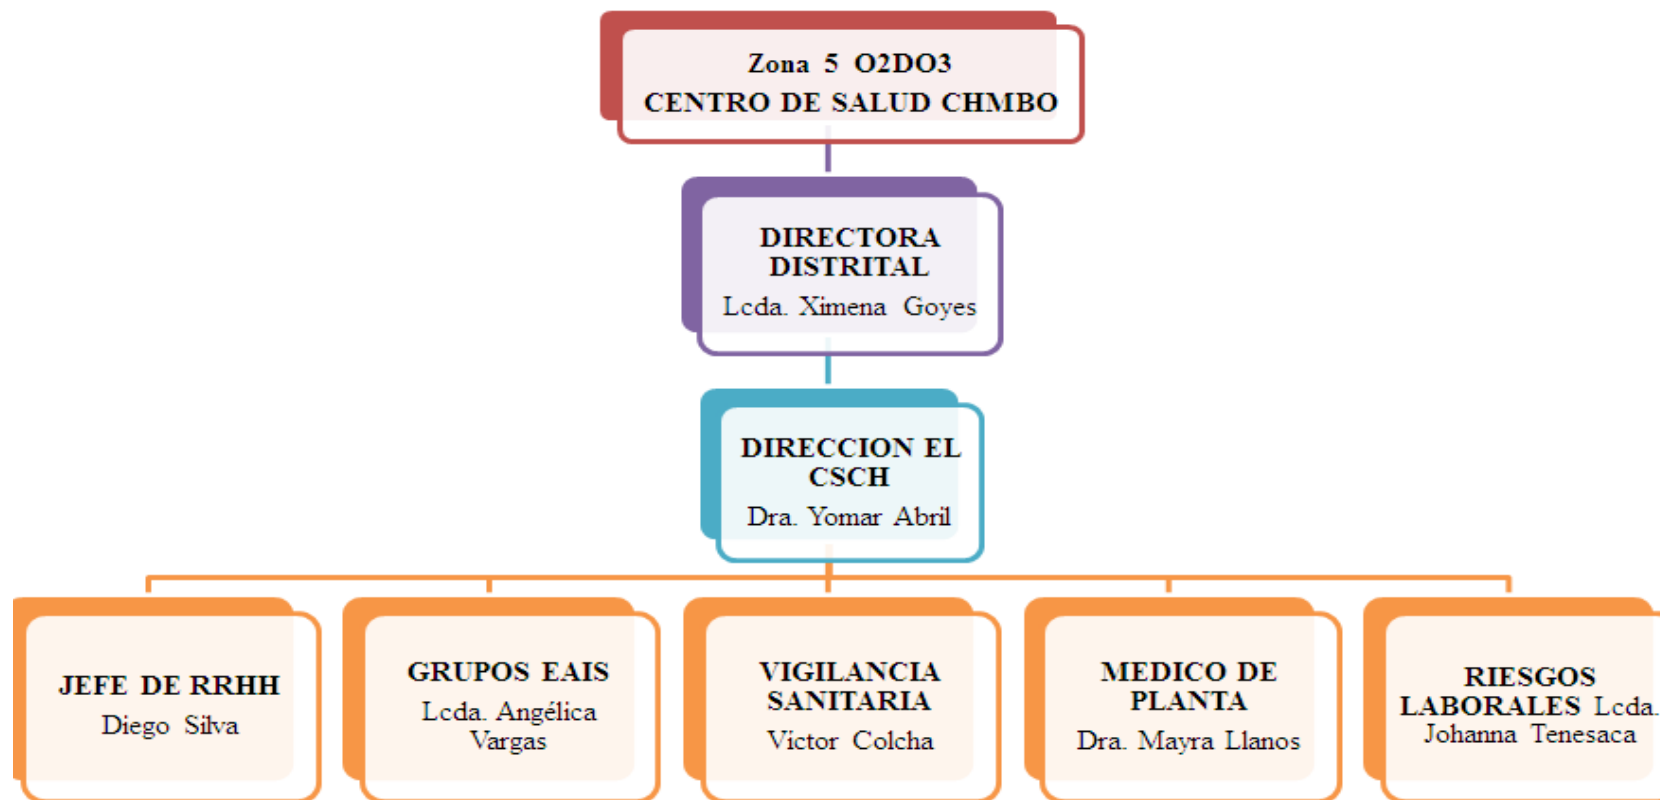 Zona 5 O2DO3
CENTRO DE SALUD CHMBO
DIRECTORA
DISTRITAL
Lcda. Ximena Goyes
DIRECCION EL
CSCH
Dra. Yomar Abril
JEFE DE RRHH
Diego Silva
GRUPOS EAIS
Lcda. Angélica
Vargas
VIGILANCIA
SANITARIA
Víctor Colcha
MEDICO DE
PLANTA
Dra. Mayra Llanos
RIESGOS
LABORALES Lcda.
Johanna Tenesaca